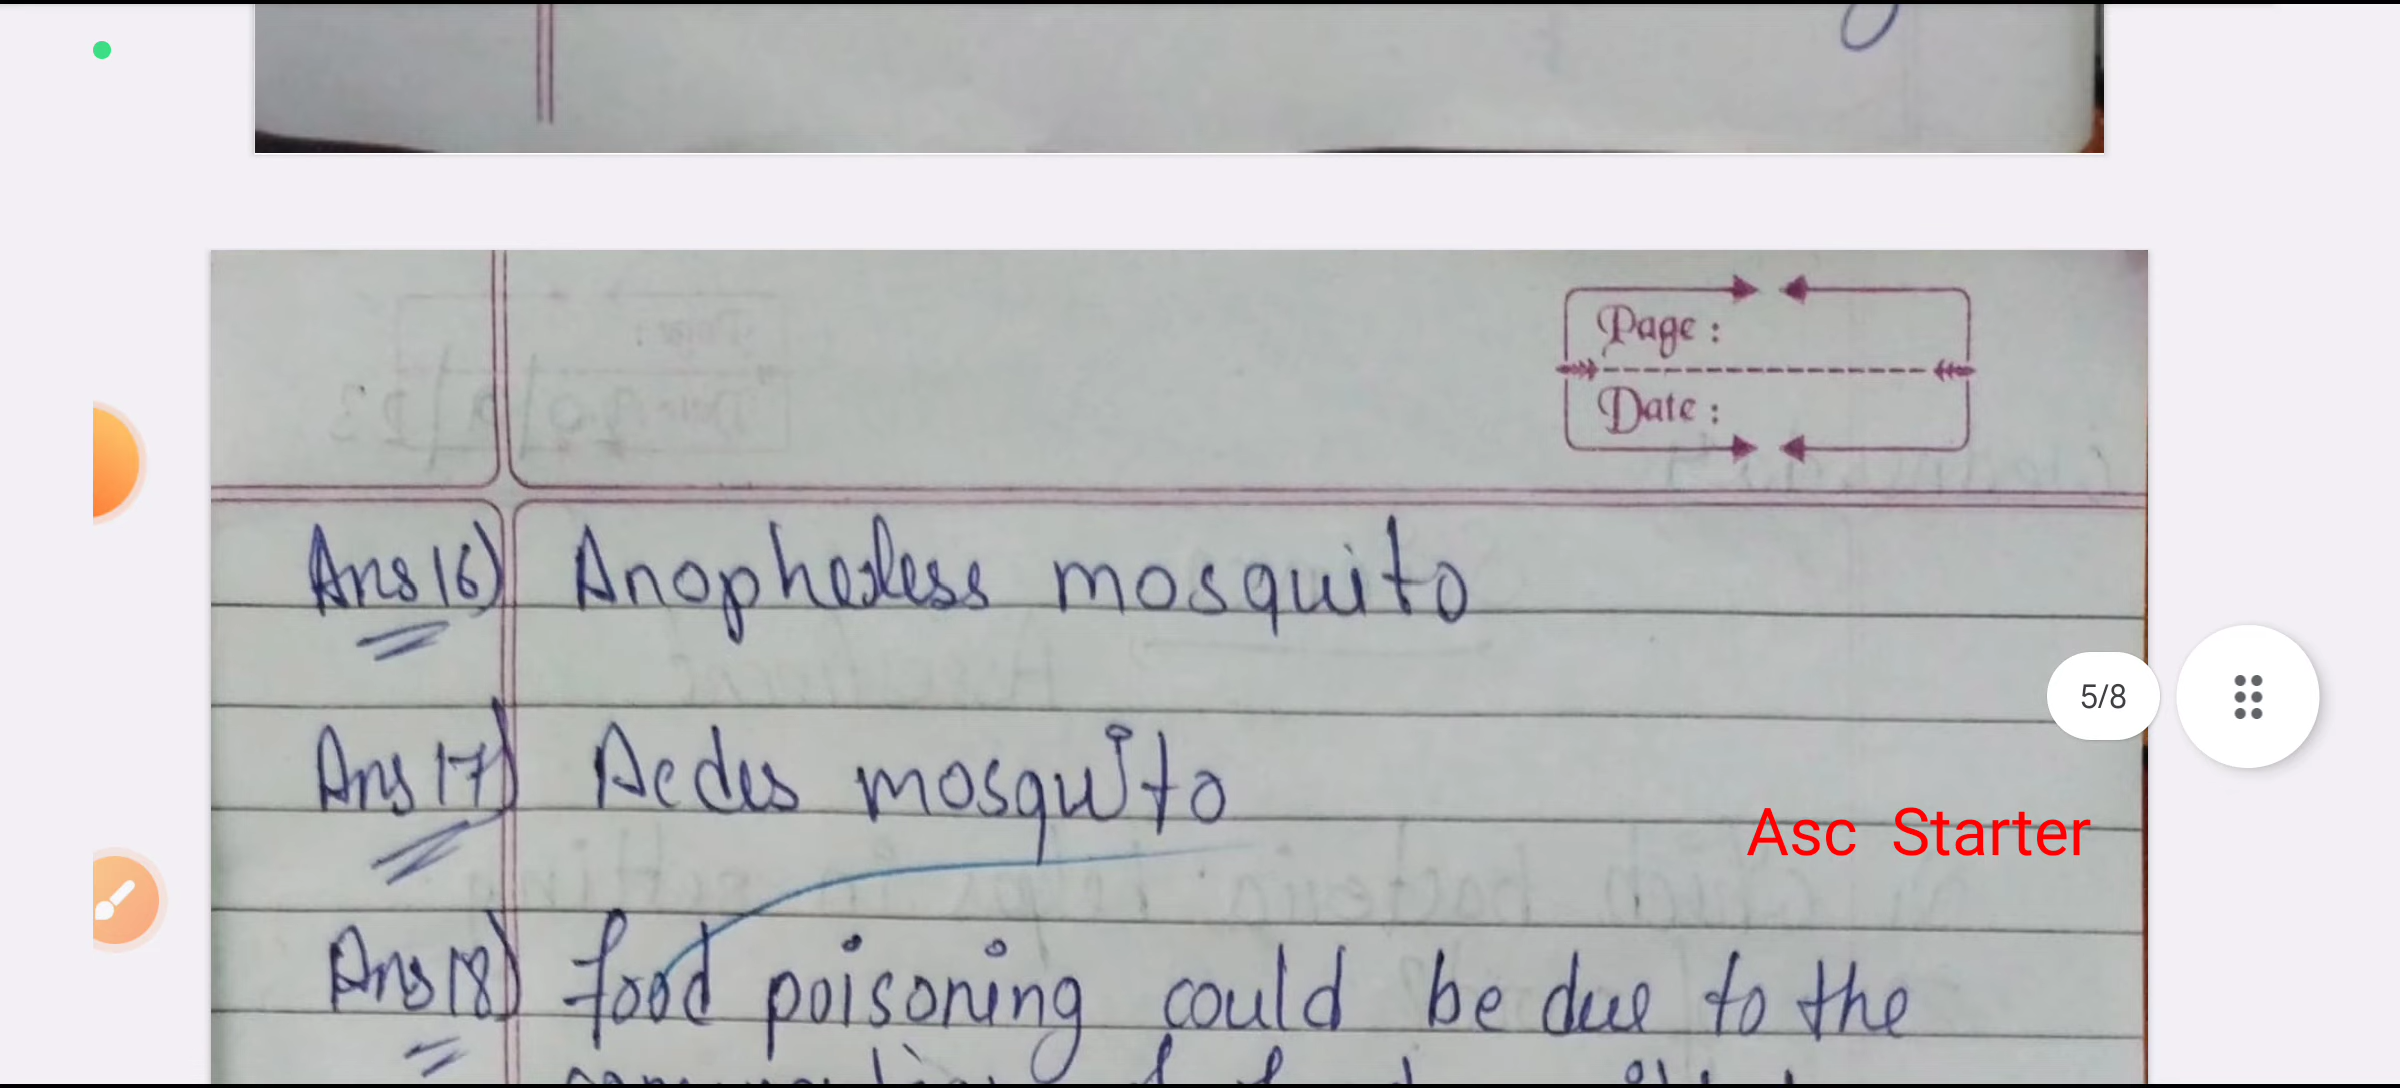 Page :
Date :
Ans 16) Anopheless mosquito
Ans 17) Aedes mosquito
5/8
Asc Starter
Ans 18) food poisoning could be due to the